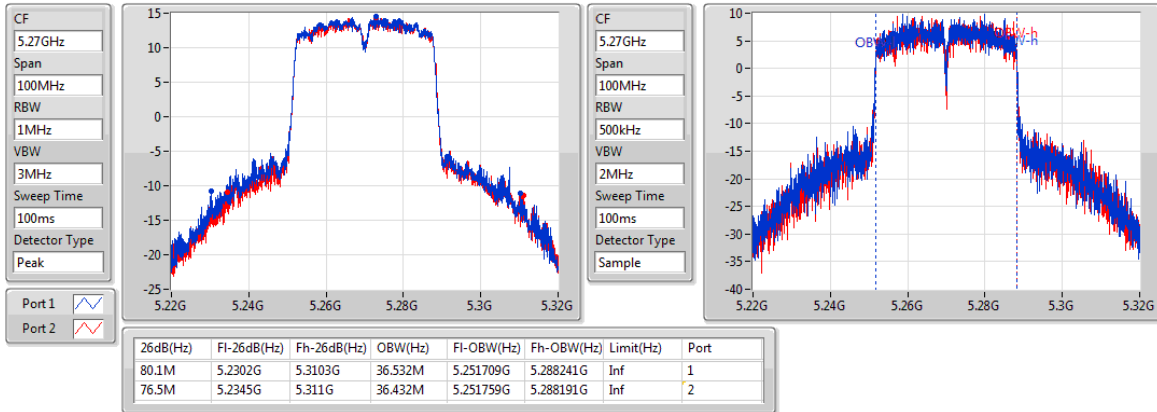 CF
5.27GHz
Span
100MHz
RBW
1MHz
VBW
3MHz
Sweep Time
100ms
Detector Type
Peak
Port 1
Port 2
15
10
5
0
-5
-10
-15
-20
-25
5.22G 5.24G 5.26G 5.28G 5.3G 5.32G
CF
5.27GHz
Span
100MHz
RBW
500kHz
VBW
2MHz
Sweep Time
100ms
Detector Type
Sample
10
5
0
-5
-10
-15
-20
-25
-30
-35
-40
5.22G 5.24G 5.26G 5.28G 5.3G 5.32G
26dB(Hz) Fl-26dB(Hz) Fh-26dB(Hz) OBW(Hz) Fl-OBW(Hz) Fh-OBW(Hz) Limit(Hz) Port
80.1M 5.2302G 5.3103G 36.532M 5.251709G 5.288241G Inf 1
76.5M 5.2345G 5.311G 36.432M 5.251759G 5.288191G Inf 2